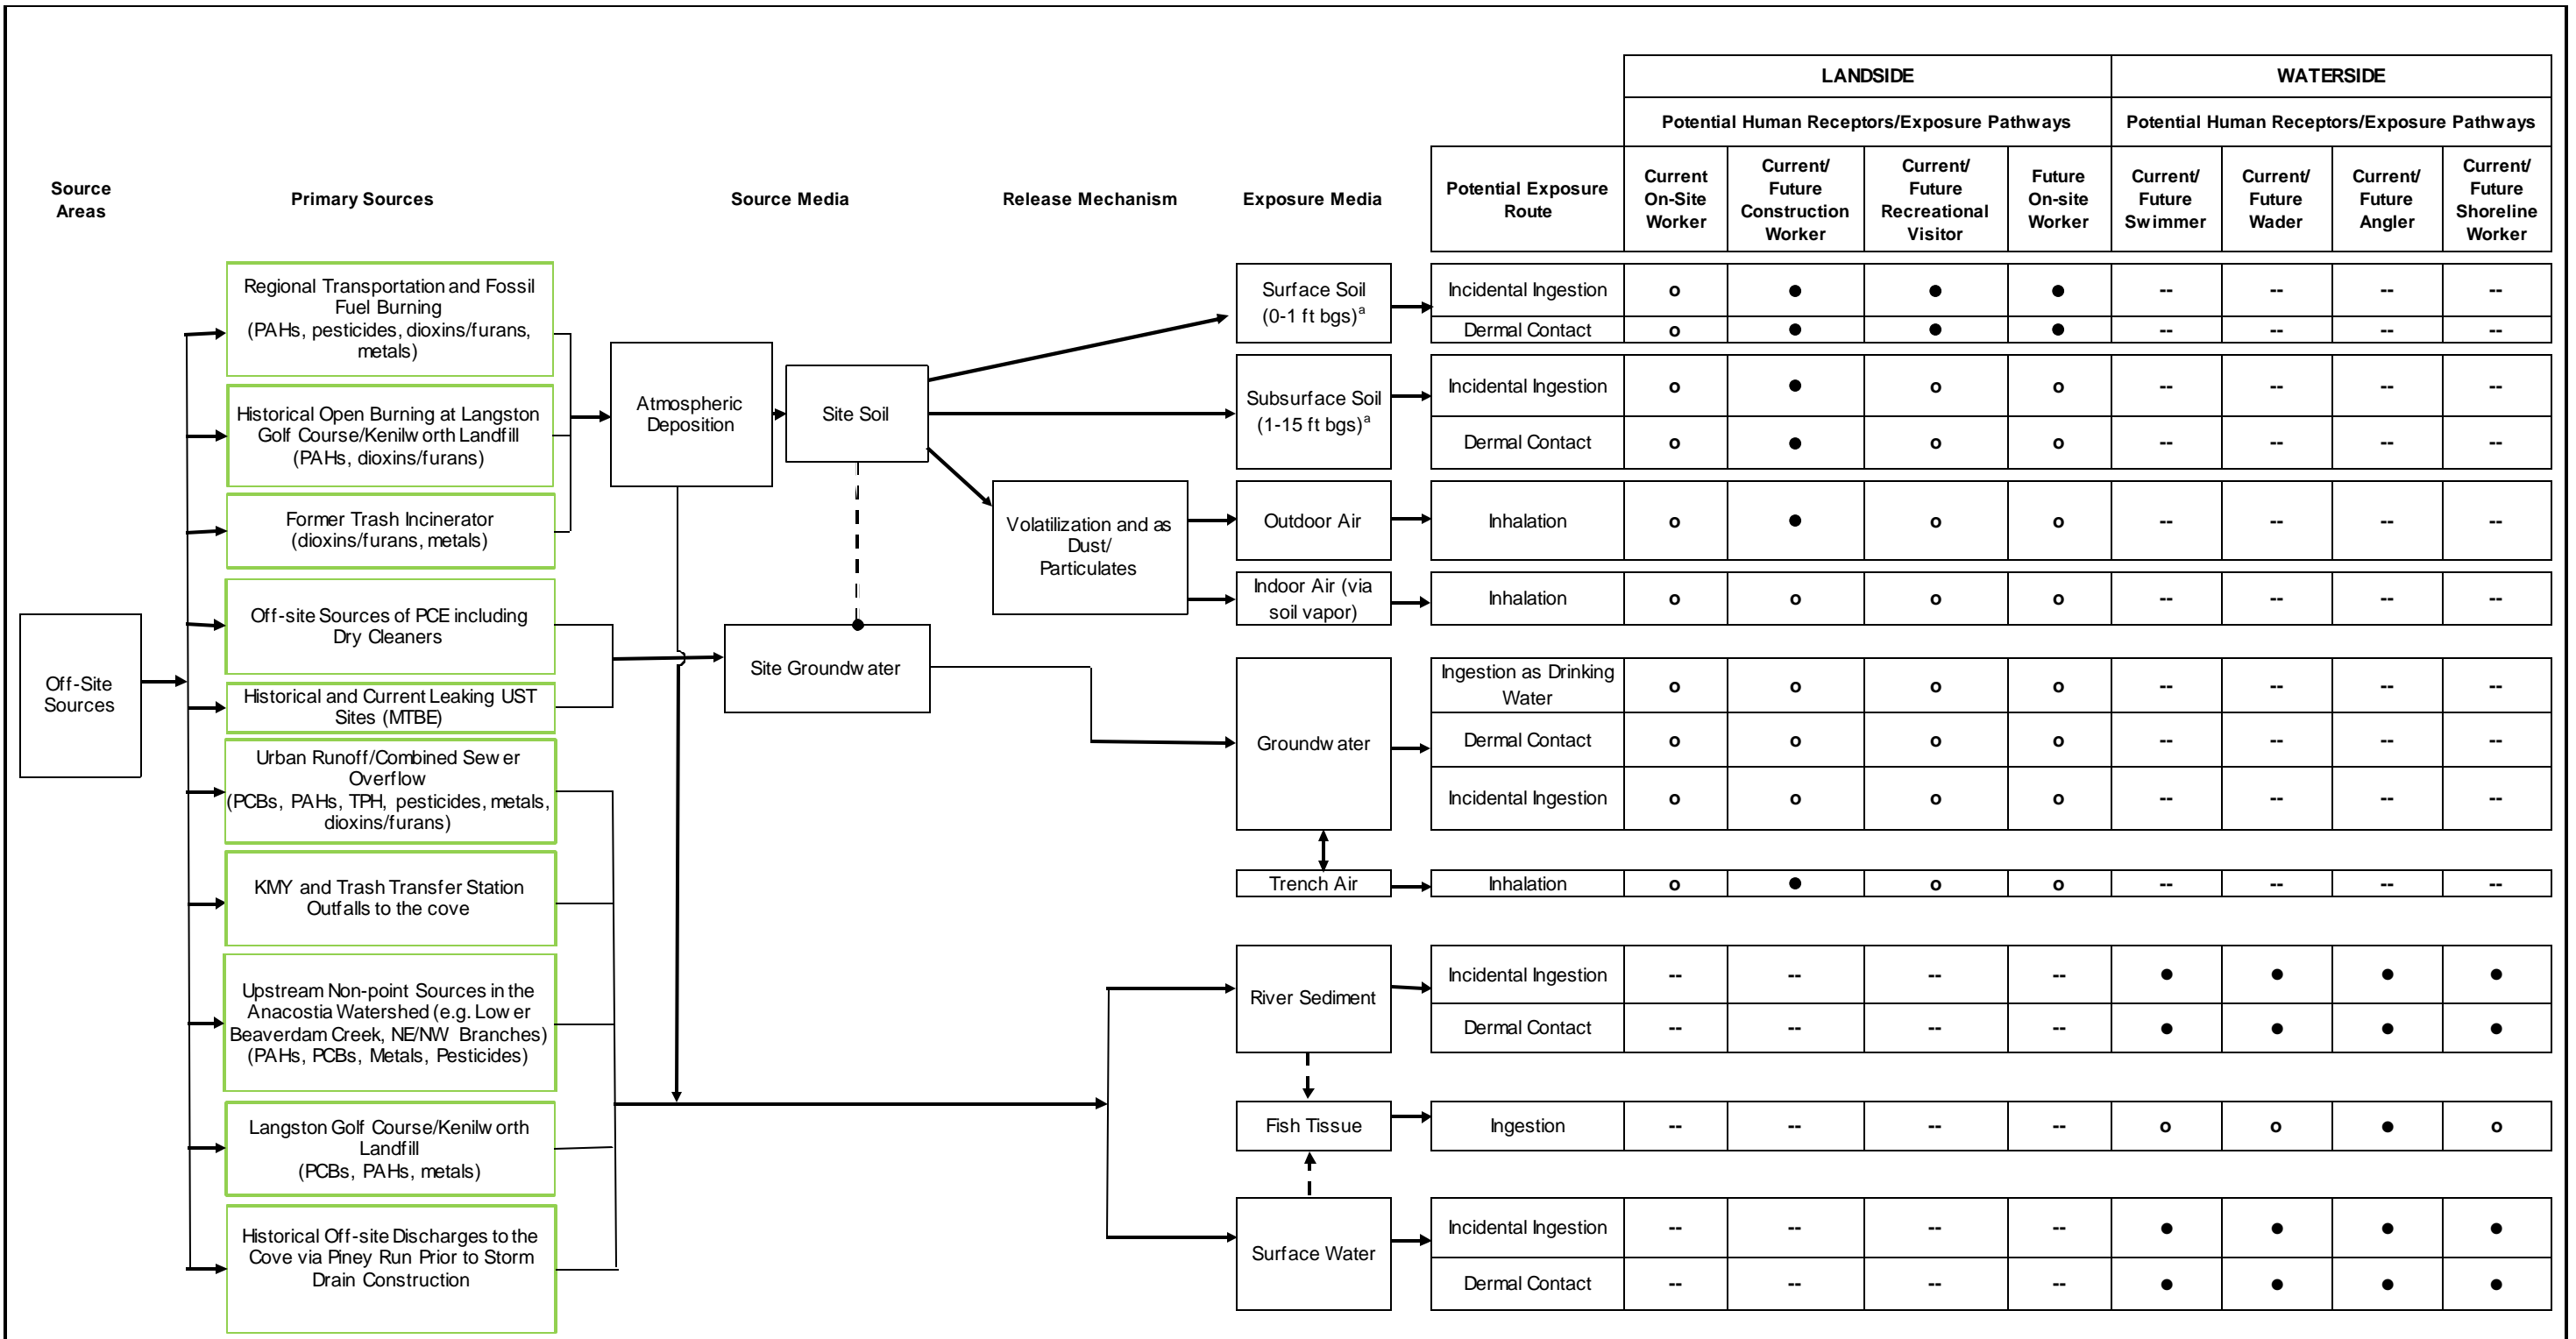 LANDSIDE
WATERSIDE
Potential Human Receptors/Exposure Pathways
Potential Human Receptors/Exposure Pathways
Source
Areas
Primary Sources
Source Media
Release Mechanism
Exposure Media
Potential Exposure
Route
Current
On-Site
Worker
Current/
Future
Construction
Worker
Current/
Future
Recreational
Visitor
Future
On-site
Worker
Current/
Future
Swimmer
Current/
Future
Wader
Current/
Future
Angler
Current/
Future
Shoreline
Worker
Off-Site
Sources
Regional Transportation and Fossil
Fuel Burning
(PAHs, pesticides, dioxins/furans,
metals)
Historical Open Burning at Langston
Golf Course/Kenilworth Landfill
(PAHs, dioxins/furans)
Former Trash Incinerator
(dioxins/furans, metals)
Off-site Sources of PCE including
Dry Cleaners
Historical and Current Leaking UST
Sites (MTBE)
Urban Runoff/Combined Sewer
Overflow
(PCBs, PAHs, TPH, pesticides, metals,
dioxins/furans)
KMY and Trash Transfer Station
Outfalls to the cove
Upstream Non-point Sources in the
Anacostia Watershed (e.g. Lower
Beaverdam Creek, NE/NW Branches)
(PAHs, PCBs, Metals, Pesticides)
Langston Golf Course/Kenilworth
Landfill
(PCBs, PAHs, metals)
Historical Off-site Discharges to the
Cove via Piney Run Prior to Storm
Drain Construction
Atmospheric
Deposition
Site Soil
Site Groundwater
Volatilization and as
Dust/
Particulates
Surface Soil
(0-1 ft bgs)a
Incidental Ingestion o ● ● ● -- -- -- --
Dermal Contact o ● ● ● -- -- -- --
Subsurface Soil
(1-15 ft bgs)a
Incidental Ingestion o ● o o -- -- -- --
Dermal Contact o ● o o -- -- -- --
Outdoor Air
Inhalation o ● o o -- -- -- --
Indoor Air (via
soil vapor)
Inhalation o o o o -- -- -- --
Groundwater
Ingestion as Drinking
Water o o o o -- -- -- --
Dermal Contact o o o o -- -- -- --
Incidental Ingestion o o o o -- -- -- --
Trench Air
Inhalation o ● o o -- -- -- --
River Sediment
Incidental Ingestion -- -- -- -- ● ● ● ●
Dermal Contact -- -- -- -- ● ● ● ●
Fish Tissue
Ingestion -- -- -- -- o o ● o
Surface Water
Incidental Ingestion -- -- -- -- ● ● ● ●
Dermal Contact -- -- -- -- ● ● ● ●